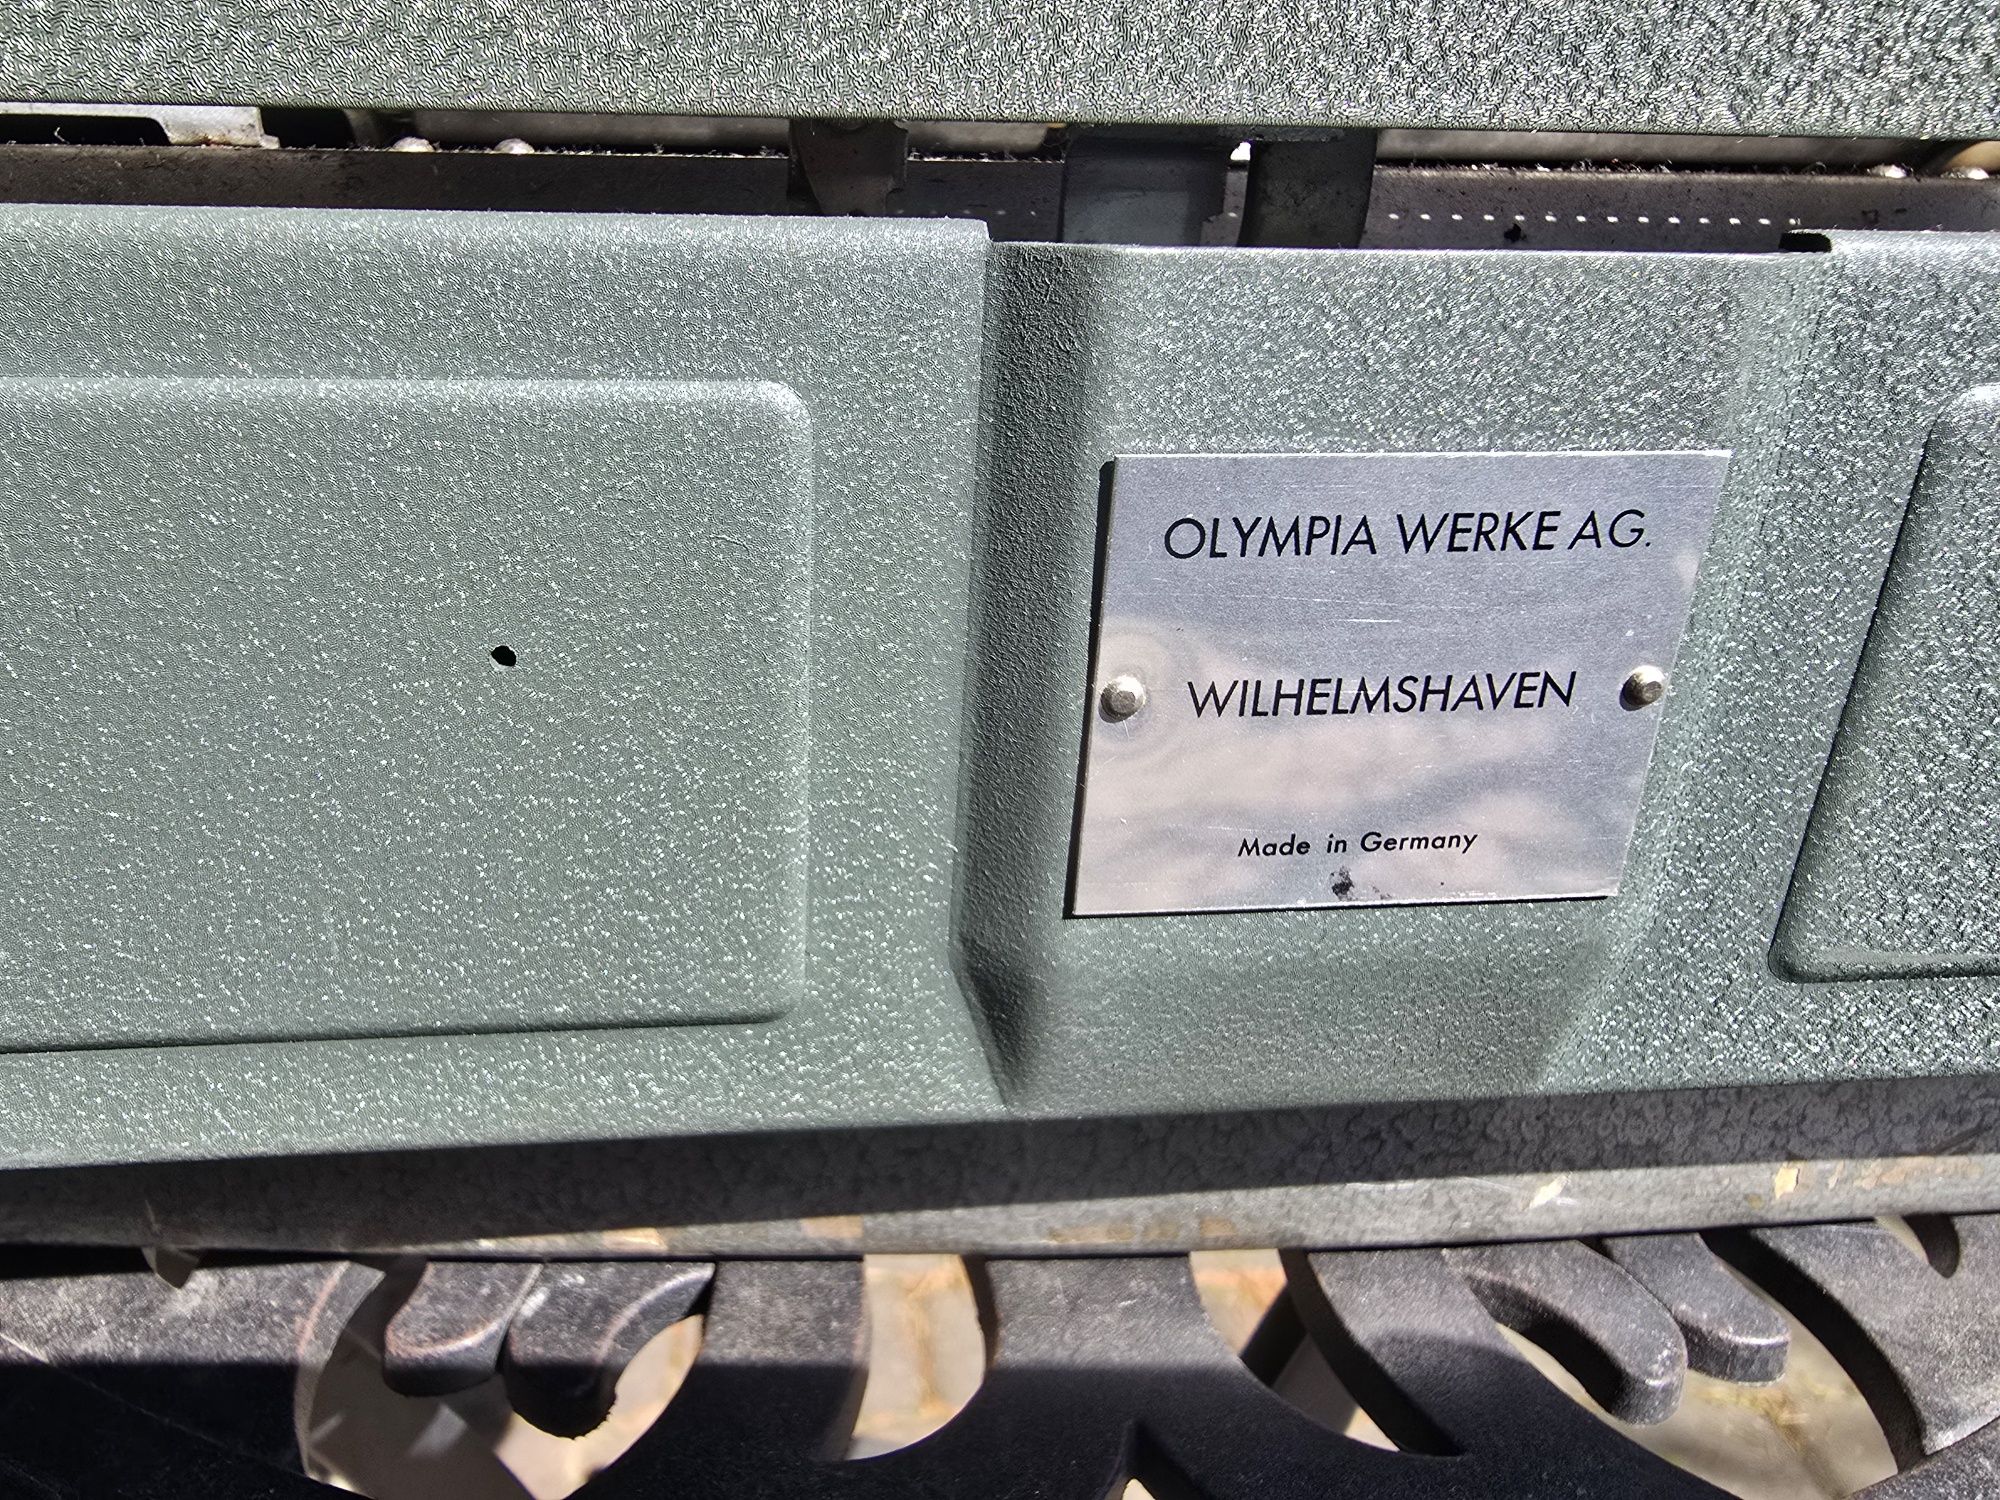 OLYMPIA WERKE AG.
WILHELMSHAVEN
Made in Germany